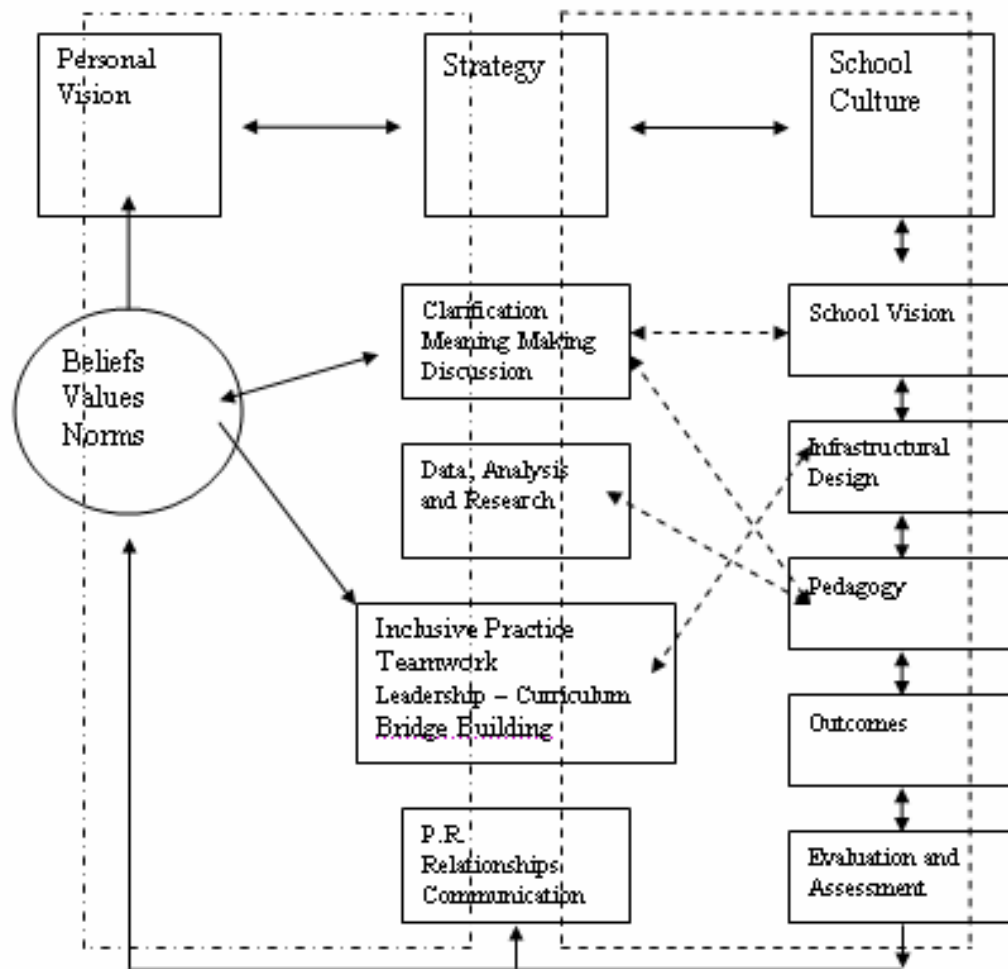 Personal
Vision
Strategy
School
Culture
Beliefs
Values
Norms
Clarification
Meaning Making
Discussion
School Vision
Data, Analysis
and Research
Infrastructural
Design
Pedagogy
Inclusive Practice
Teamwork
Leadership – Curriculum
Bridge Building
Outcomes
P.R.
Relationships
Communication
Evaluation and
Assessment